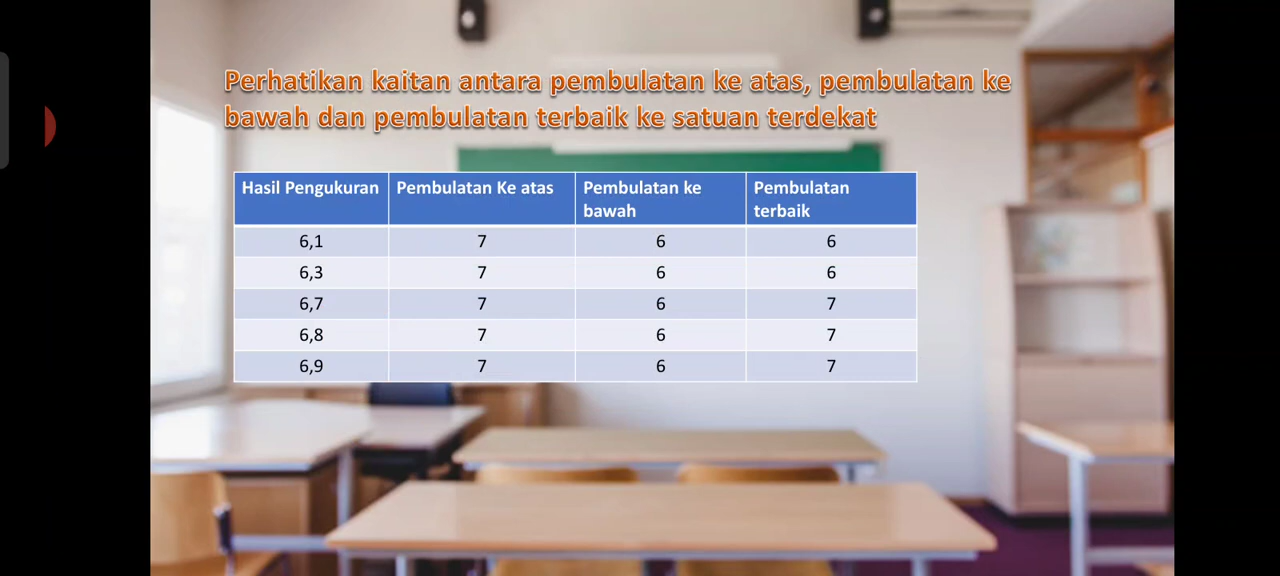 Perhatikan kaitan antara pembulatan ke atas, pembulatan ke
bawah dan pembulatan terbaik ke satuan terdekat
Hasil Pengukuran Pembulatan Ke atas Pembulatan ke bawah Pembulatan terbaik
6,1 7 6 6
6,3 7 6 6
6,7 7 6 7
6,8 7 6 7
6,9 7 6 7